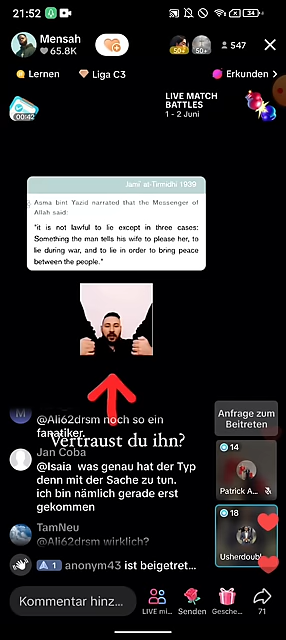 21:52
34
Mensah
65.8K
50+
50+
547
Lernen
Liga C3
Erkunden
00:42
LIVE MATCH
BATTLES
1 - 2 Juni
Jami` at-Tirmidhi 1939
Asma bint Yazid narrated that the Messenger of
Allah said:
"it is not lawful to lie except in three cases:
Something the man tells his wife to please her, to
lie during war, and to lie in order to bring peace
between the people."
@Ali62drsm noch so ein
fanatiker.
Vertraust du ihn?
Jan Coba
@Isaia was genau hat der Typ
denn mit der Sache zu tun.
ich bin nämlich gerade erst
gekommen
TamNeu
@Ali62drsm wirklich?
1 anonym43 ist beigetret...
Anfrage zum
Beitreten
14
Patrick A...
18
Usherdoubl
Kommentar hinz...
LIVE mi...
Senden
Gesche...
71